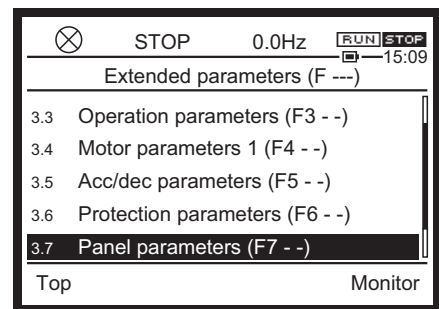 STOP 0.0Hz RUN STOP
15:09
Extended parameters (F ---)
3.3 Operation parameters (F3 - -)
3.4 Motor parameters 1 (F4 - -)
3.5 Acc/dec parameters (F5 - -)
3.6 Protection parameters (F6 - -)
3.7 Panel parameters (F7 - -)
Top Monitor